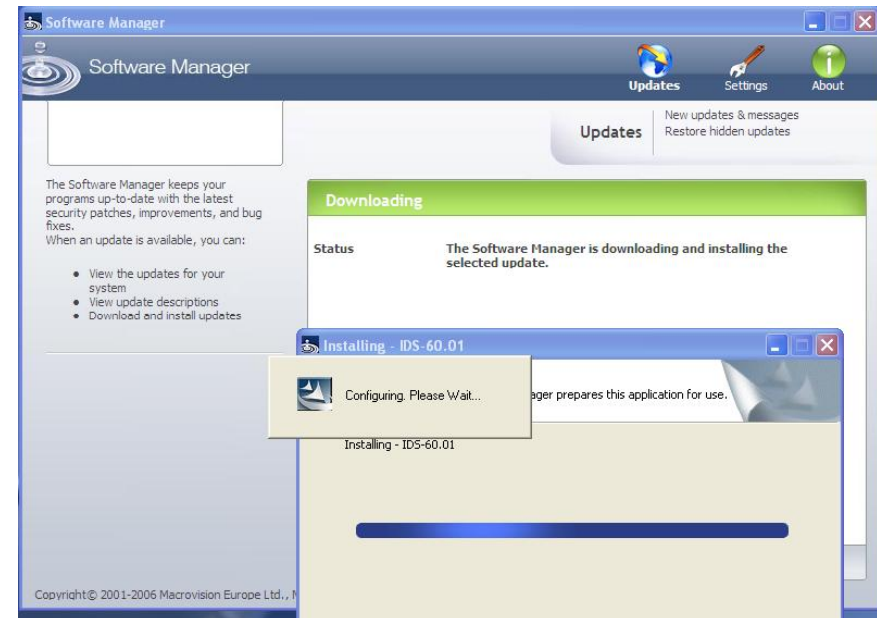 Software Manager
Software Manager
Updates
Settings
About
Updates
New updates & messages
Restore hidden updates
The Software Manager keeps your
programs up-to-date with the latest
security patches, improvements, and bug
fixes.
When an update is available, you can:
View the updates for your
system
View update descriptions
Download and install updates
Downloading
Status
The Software Manager is downloading and installing the
selected update.
Installing - IDS-60.01
Configuring. Please Wait...
ager prepares this application for use.
Installing - IDS-60.01
Copyright© 2001-2006 Macrovision Europe Ltd.,